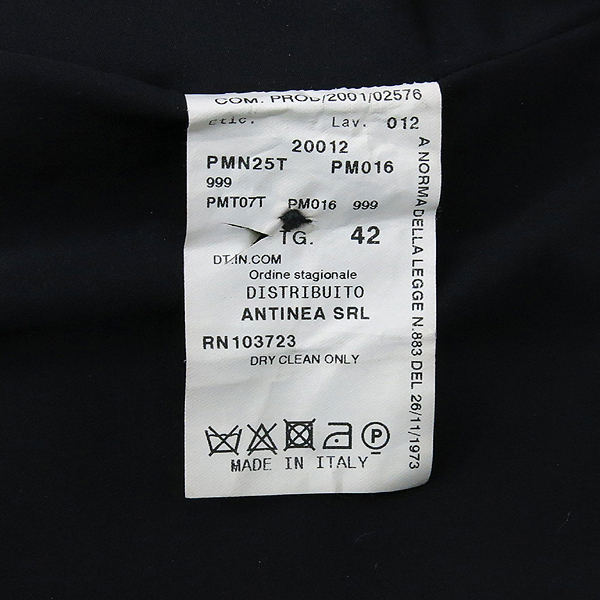 COM. PROD/2001/02576
Etic. Lav. 012
20012
PMN25T PM016
999
PMT07T PM016 999
TG. 42
DT.IN.COM
Ordine stagionale
DISTRIBUITO
ANTINEA SRL
RN103723
DRY CLEAN ONLY
P
MADE IN ITALY
A NORMA DELLA LEGGE N.883 DEL 26/11/1973